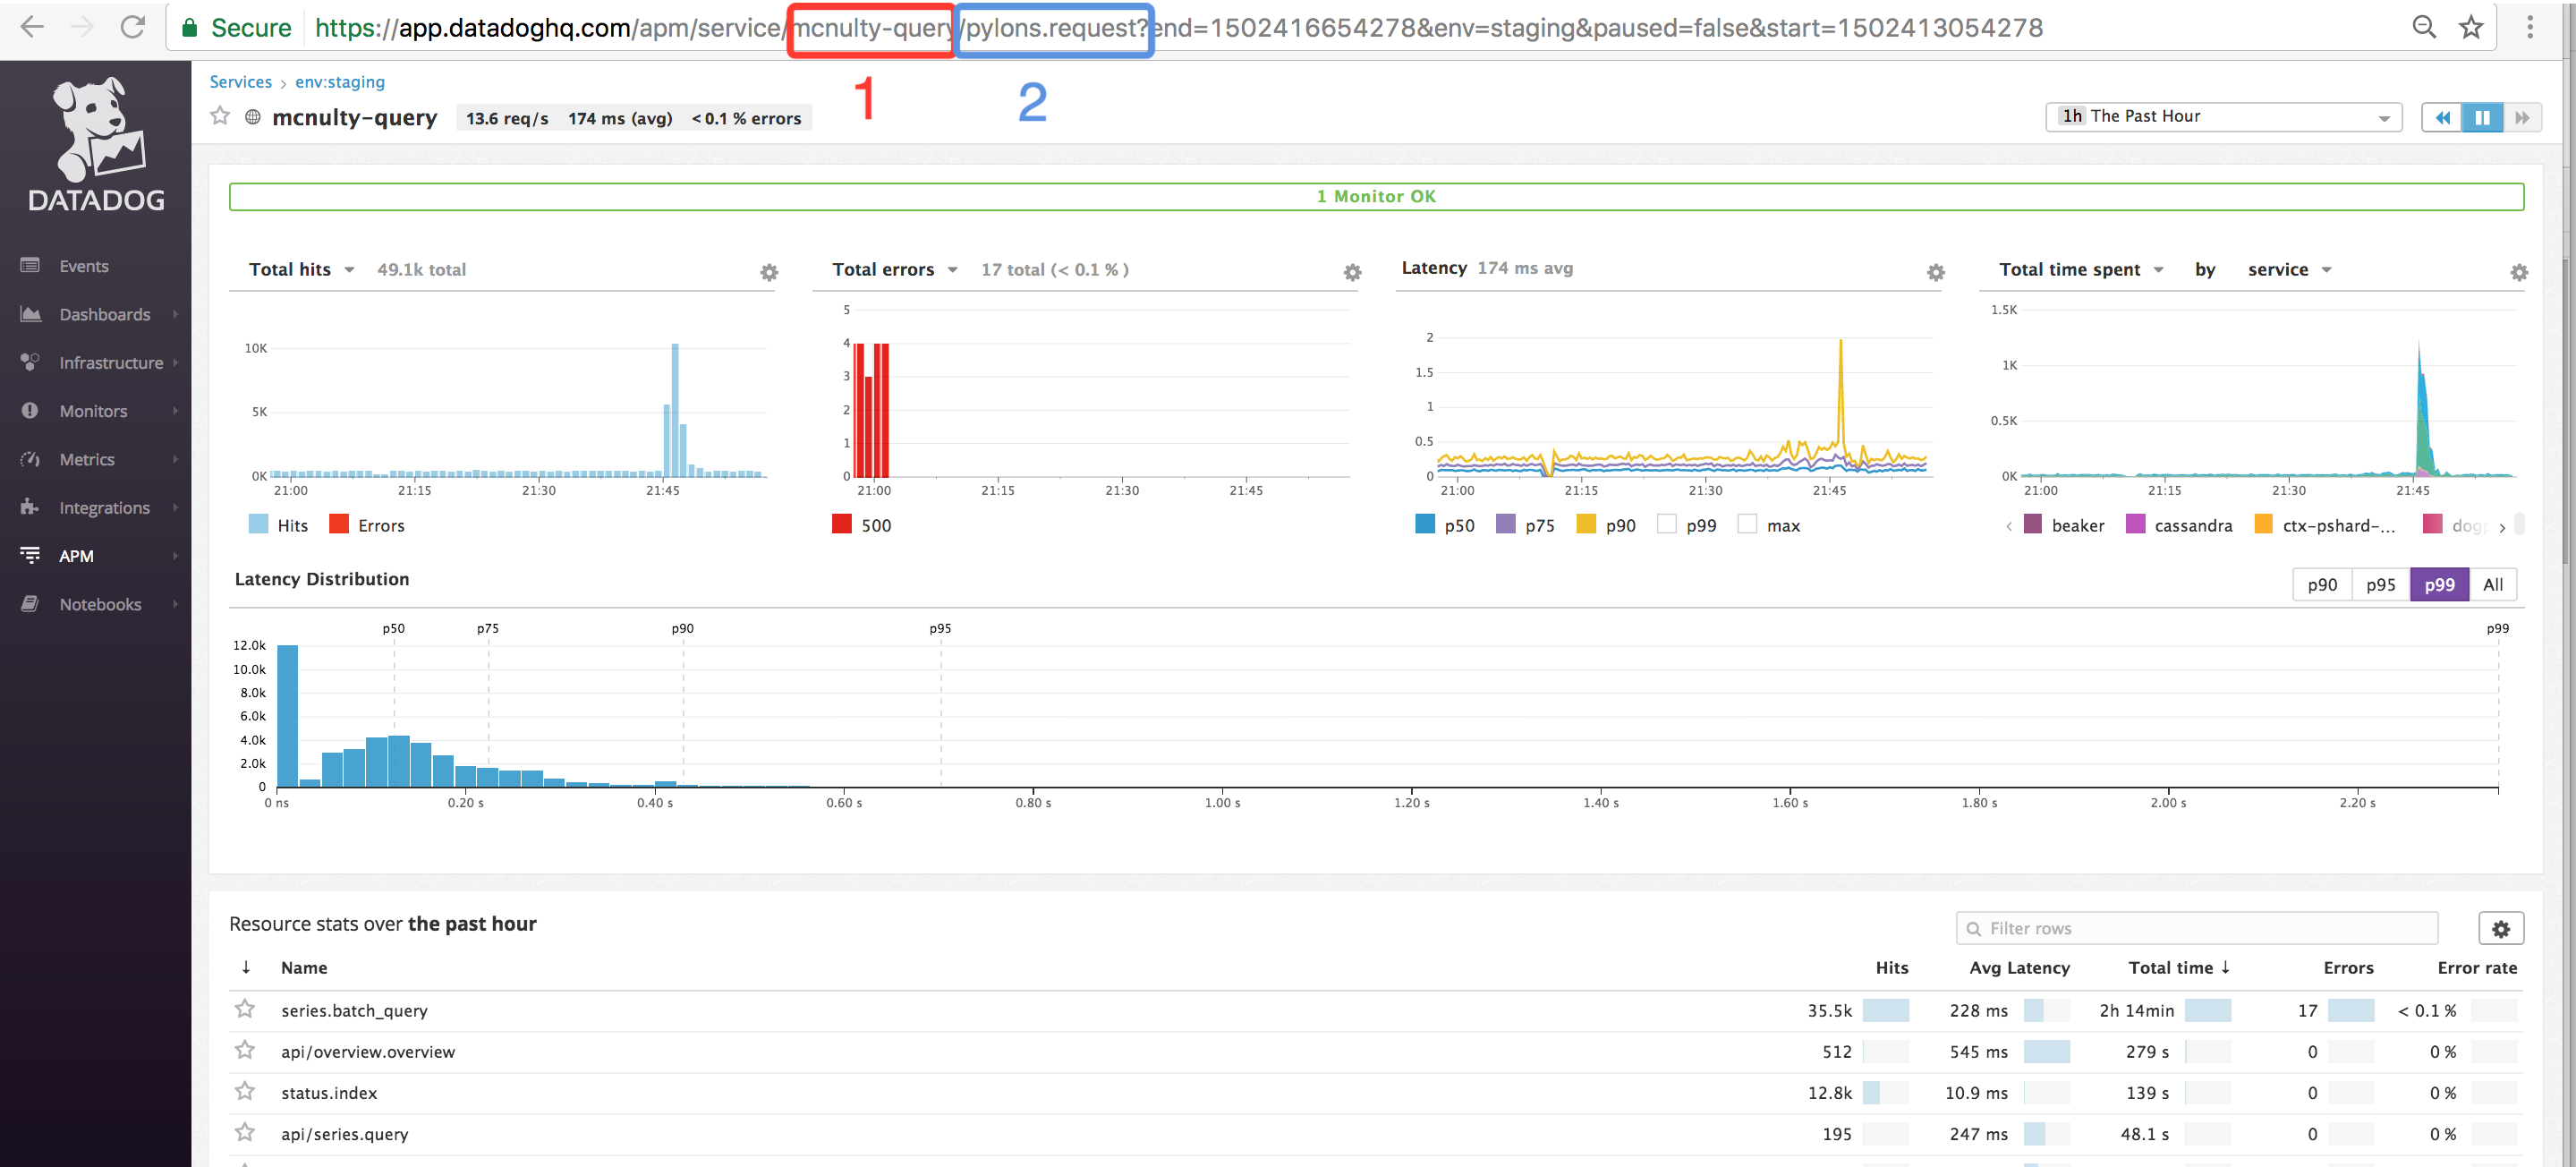 Secure https://app.datadoghq.com/apm/service/mcnulty-query/pylons.request?end=1502416654278&env=staging&paused=false&start=1502413054278
1 2
DATADOG
Events
Dashboards
Infrastructure
Monitors
Metrics
Integrations
APM
Notebooks
Services > env:staging
mcnulty-query 13.6 req/s 174 ms (avg) < 0.1 % errors
1h The Past Hour
1 Monitor OK
Total hits 49.1k total
10K
5K
0K
21:00 21:15 21:30 21:45
Hits Errors
Total errors 17 total (< 0.1 % )
5
4
3
2
1
0
21:00 21:15 21:30 21:45
500
Latency 174 ms avg
2
1.5
1
0.5
0
21:00 21:15 21:30 21:45
p50 p75 p90 p99 max
Total time spent by service
1.5K
1K
0.5K
0K
21:00 21:15 21:30 21:45
beaker cassandra ctx-pshard-...
Latency Distribution
p90 p95 p99 All
p50 p75 p90 p95 p99
12.0k
10.0k
8.0k
6.0k
4.0k
2.0k
0
0 ns 0.20 s 0.40 s 0.60 s 0.80 s 1.00 s 1.20 s 1.40 s 1.60 s 1.80 s 2.00 s 2.20 s
Resource stats over the past hour
Filter rows
Name Hits Avg Latency Total time Errors Error rate
series.batch_query 35.5k 228 ms 2h 14min 17 < 0.1 %
api/overview.overview 512 545 ms 279 s 0 0 %
status.index 12.8k 10.9 ms 139 s 0 0 %
api/series.query 195 247 ms 48.1 s 0 0 %